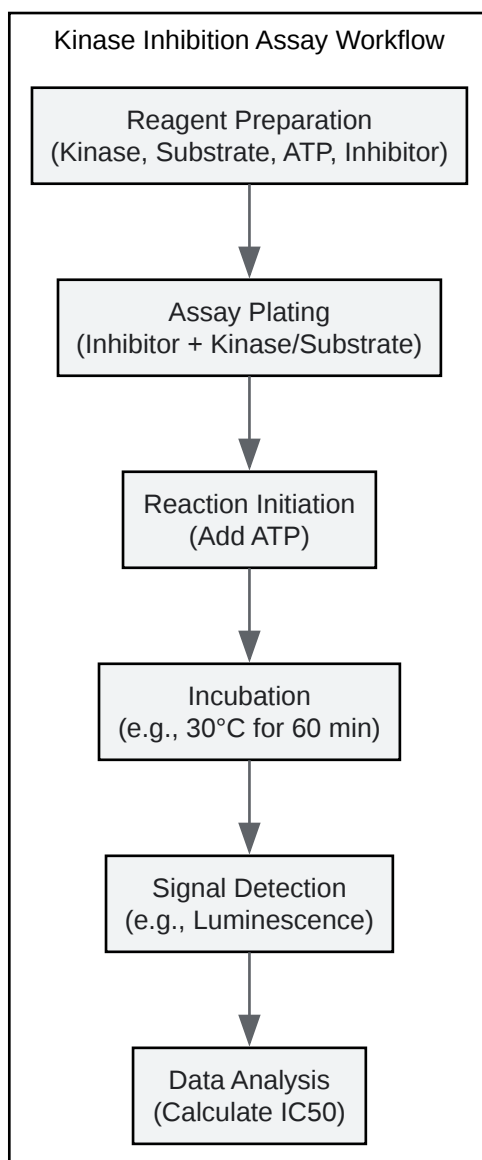 Kinase Inhibition Assay Workflow
Reagent Preparation
(Kinase, Substrate, ATP, Inhibitor)
Assay Plating
(Inhibitor + Kinase/Substrate)
Reaction Initiation
(Add ATP)
Incubation
(e.g., 30°C for 60 min)
Signal Detection
(e.g., Luminescence)
Data Analysis
(Calculate IC50)